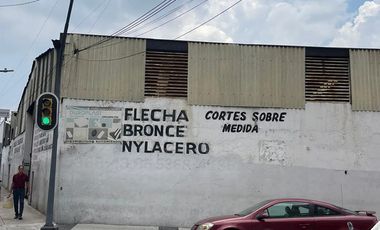 FLECHA
BRONCE
NYLACERO
CORTES SOBRE
MEDIDA